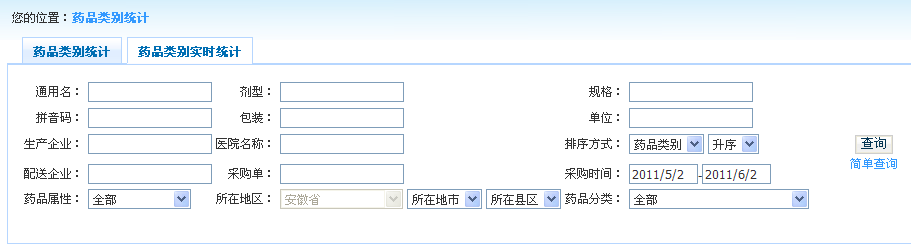 您的位置：药品类别统计
药品类别统计 药品类别实时统计
通用名： 剂型： 规格：
拼音码： 包装： 单位：
生产企业： 医院名称： 排序方式： 药品类别 升序 查询
简单查询
配送企业： 采购单： 采购时间： 2011/5/2 -2011/6/2
药品属性： 全部 所在地区： 安徽省 所在地市 所在县区 药品分类： 全部